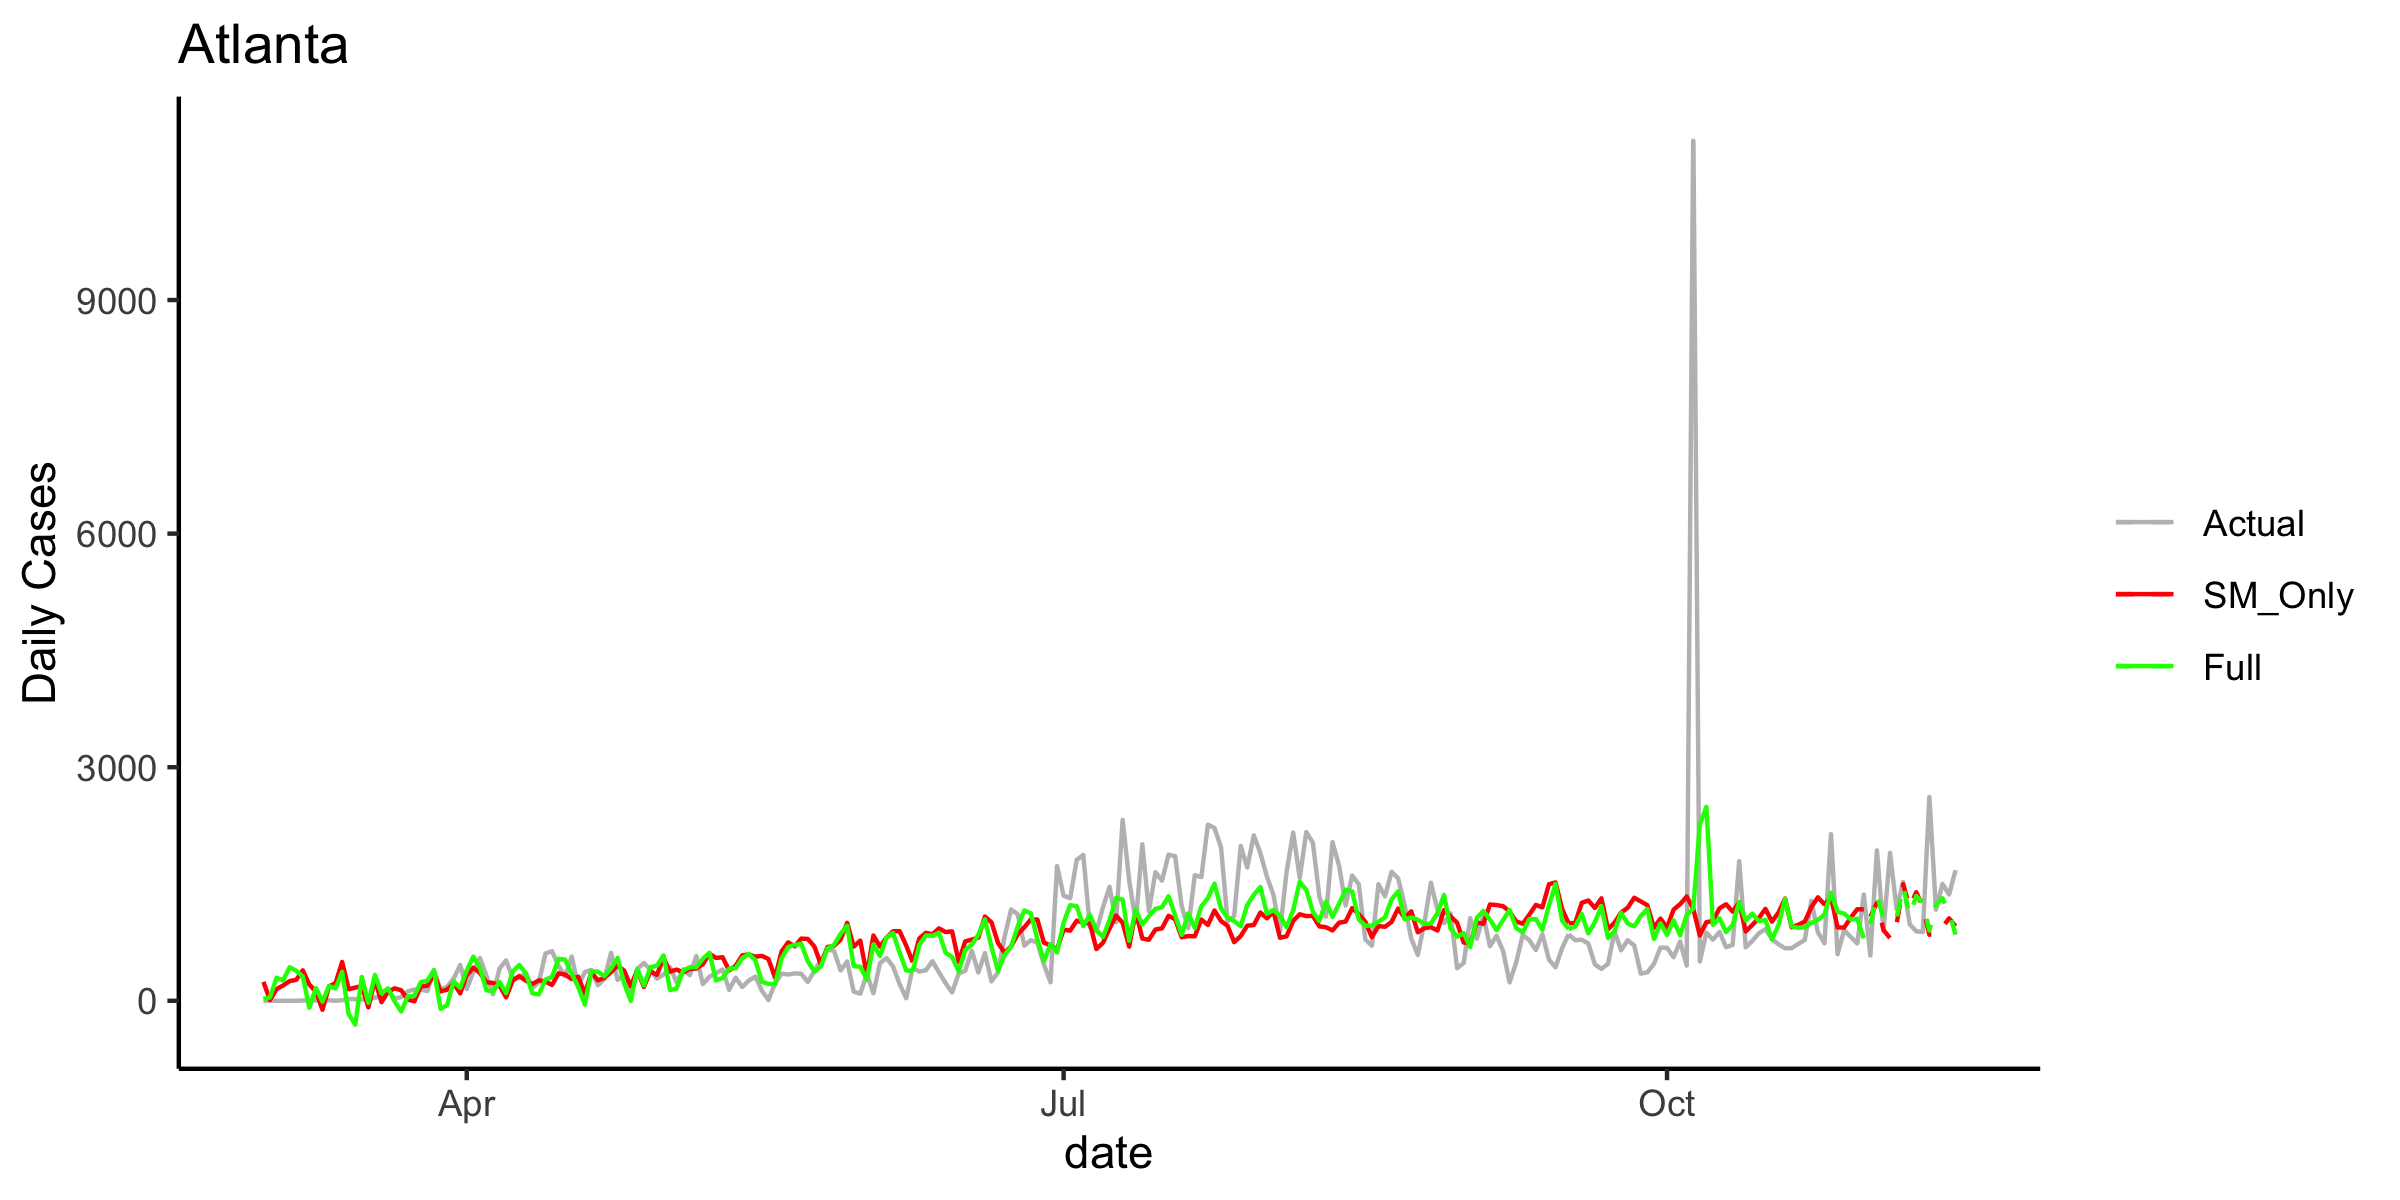 Atlanta
Daily Cases
9000
6000
3000
0
Apr
Jul
Oct
date
Actual
SM_Only
Full